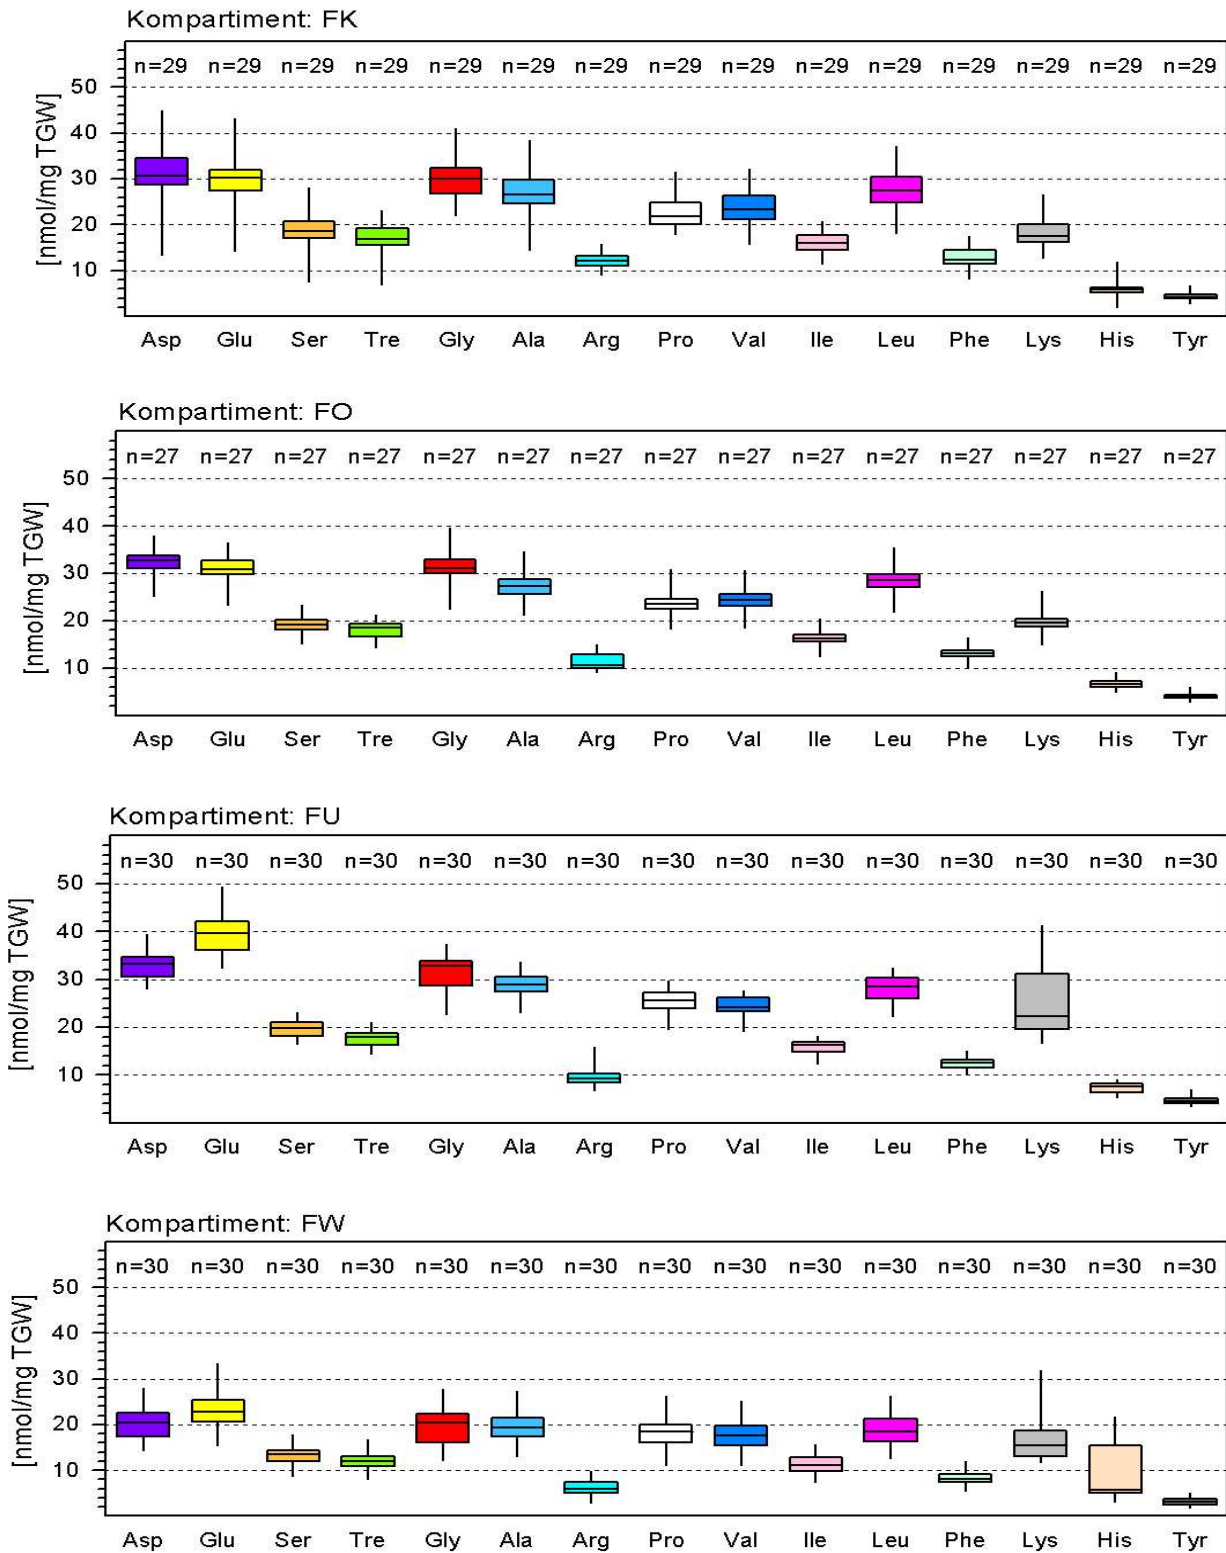 Kompartiment: FK
n=29 n=29 n=29 n=29 n=29 n=29 n=29 n=29 n=29 n=29 n=29 n=29 n=29 n=29 n=29
50
40
30
20
10
[nmol/mg TGW]
Asp Glu Ser Tre Gly Ala Arg Pro Val Ile Leu Phe Lys His Tyr
Kompartiment: FO
n=27 n=27 n=27 n=27 n=27 n=27 n=27 n=27 n=27 n=27 n=27 n=27 n=27 n=27 n=27
50
40
30
20
10
[nmol/mg TGW]
Asp Glu Ser Tre Gly Ala Arg Pro Val Ile Leu Phe Lys His Tyr
Kompartiment: FU
n=30 n=30 n=30 n=30 n=30 n=30 n=30 n=30 n=30 n=30 n=30 n=30 n=30 n=30 n=30
50
40
30
20
10
[nmol/mg TGW]
Asp Glu Ser Tre Gly Ala Arg Pro Val Ile Leu Phe Lys His Tyr
Kompartiment: FW
n=30 n=30 n=30 n=30 n=30 n=30 n=30 n=30 n=30 n=30 n=30 n=30 n=30 n=30 n=30
50
40
30
20
10
[nmol/mg TGW]
Asp Glu Ser Tre Gly Ala Arg Pro Val Ile Leu Phe Lys His Tyr